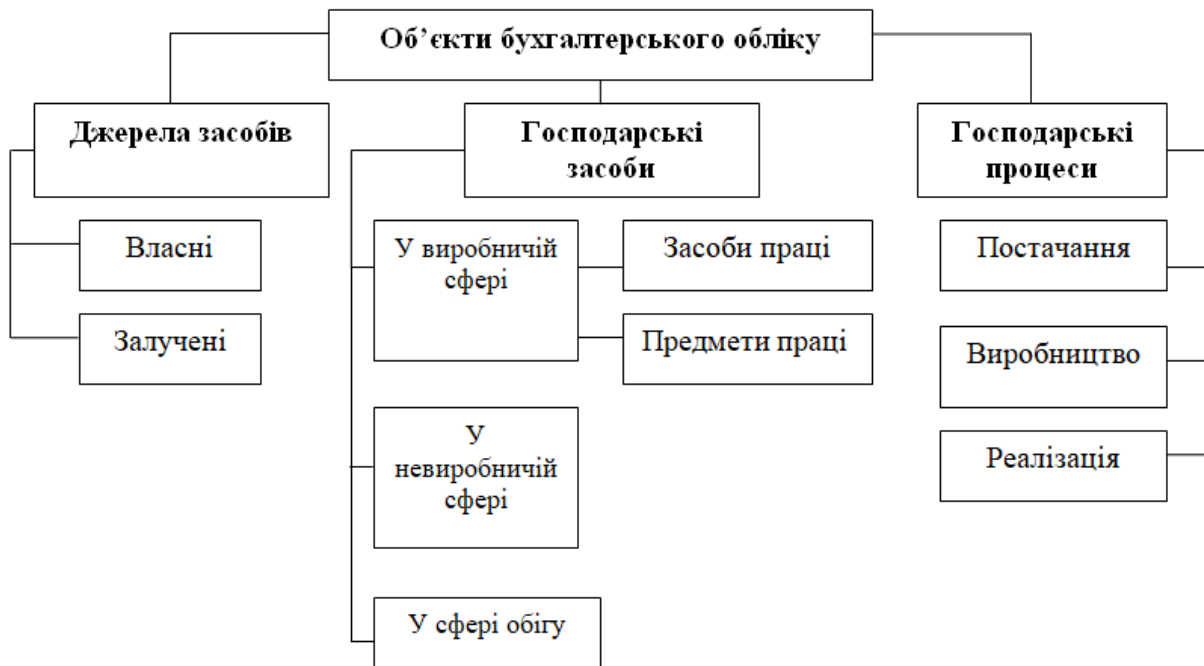 Об’єкти бухгалтерського обліку
Джерела засобів
Власні
Залучені
Господарські
засоби
У виробничій
сфері
Засоби праці
Предмети праці
У
невиробничій
сфері
У сфері обігу
Господарські
процеси
Постачання
Виробництво
Реалізація